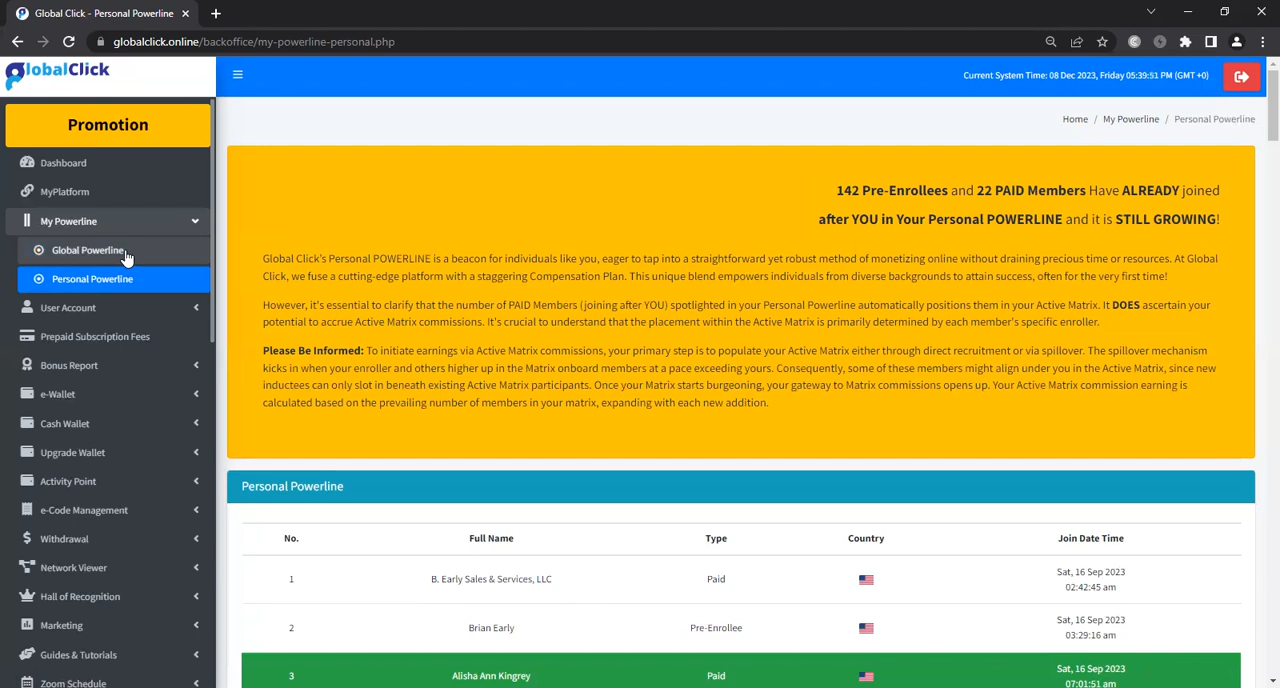 Global Click - Personal Powerline
globalclick.online/backoffice/my-powerline-personal.php
GlobalClick
Current System Time: 08 Dec 2023, Friday 05:39:51 PM (GMT +0)
Promotion
Dashboard
MyPlatform
My Powerline
Global Powerline
Personal Powerline
User Account
Prepaid Subscription Fees
Bonus Report
e-Wallet
Cash Wallet
Upgrade Wallet
Activity Point
e-Code Management
Withdrawal
Network Viewer
Hall of Recognition
Marketing
Guides & Tutorials
Zoom Schedule
Home / My Powerline / Personal Powerline
142 Pre-Enrollees and 22 PAID Members Have ALREADY joined
after YOU in Your Personal POWERLINE and it is STILL GROWING!
Global Click's Personal POWERLINE is a beacon for individuals like you, eager to tap into a straightforward yet robust method of monetizing online without draining precious time or resources. At Global
Click, we fuse a cutting-edge platform with a staggering Compensation Plan. This unique blend empowers individuals from diverse backgrounds to attain success, often for the very first time!
However, it's essential to clarify that the number of PAID Members (joining after YOU) spotlighted in your Personal Powerline automatically positions them in your Active Matrix. It DOES ascertain your
potential to accrue Active Matrix commissions. It's crucial to understand that the placement within the Active Matrix is primarily determined by each member's specific enroller.
Please Be Informed: To initiate earnings via Active Matrix commissions, your primary step is to populate your Active Matrix either through direct recruitment or via spillover. The spillover mechanism
kicks in when your enroller and others higher up in the Matrix onboard members at a pace exceeding yours. Consequently, some of these members might align under you in the Active Matrix, since new
inductees can only slot in beneath existing Active Matrix participants. Once your Matrix starts burgeoning, your gateway to Matrix commissions opens up. Your Active Matrix commission earning is
calculated based on the prevailing number of members in your matrix, expanding with each new addition.
Personal Powerline
No. Full Name Type Country Join Date Time
1 B. Early Sales & Services, LLC Paid Sat, 16 Sep 2023
02:42:45 am
2 Brian Early Pre-Enrollee Sat, 16 Sep 2023
03:29:16 am
3 Alisha Ann Kingrey Paid Sat, 16 Sep 2023
07:01:51 am